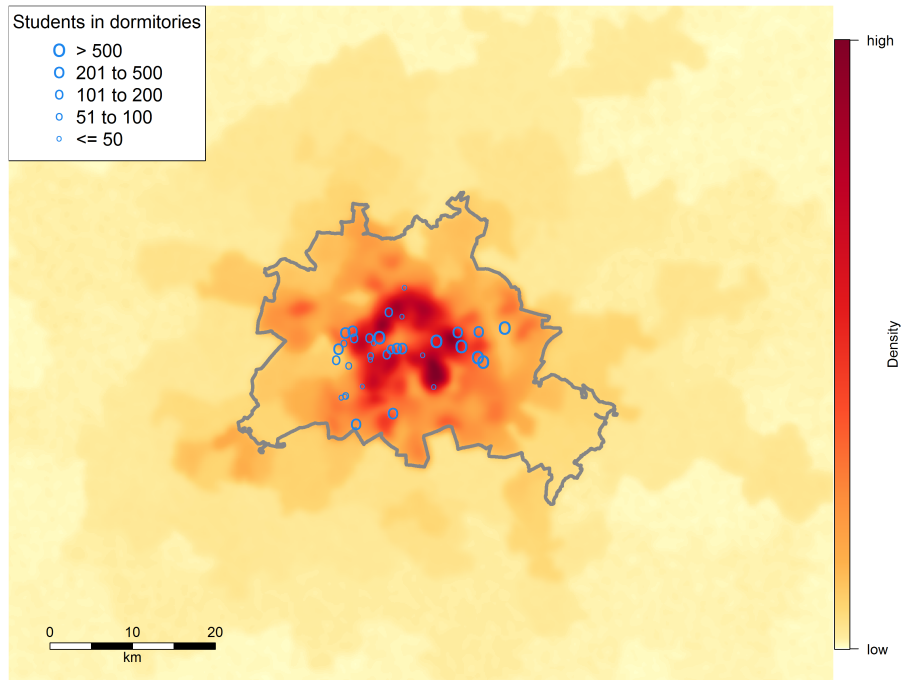 Students in dormitories
> 500
201 to 500
101 to 200
51 to 100
<= 50
high
Density
low
0 10 20
km